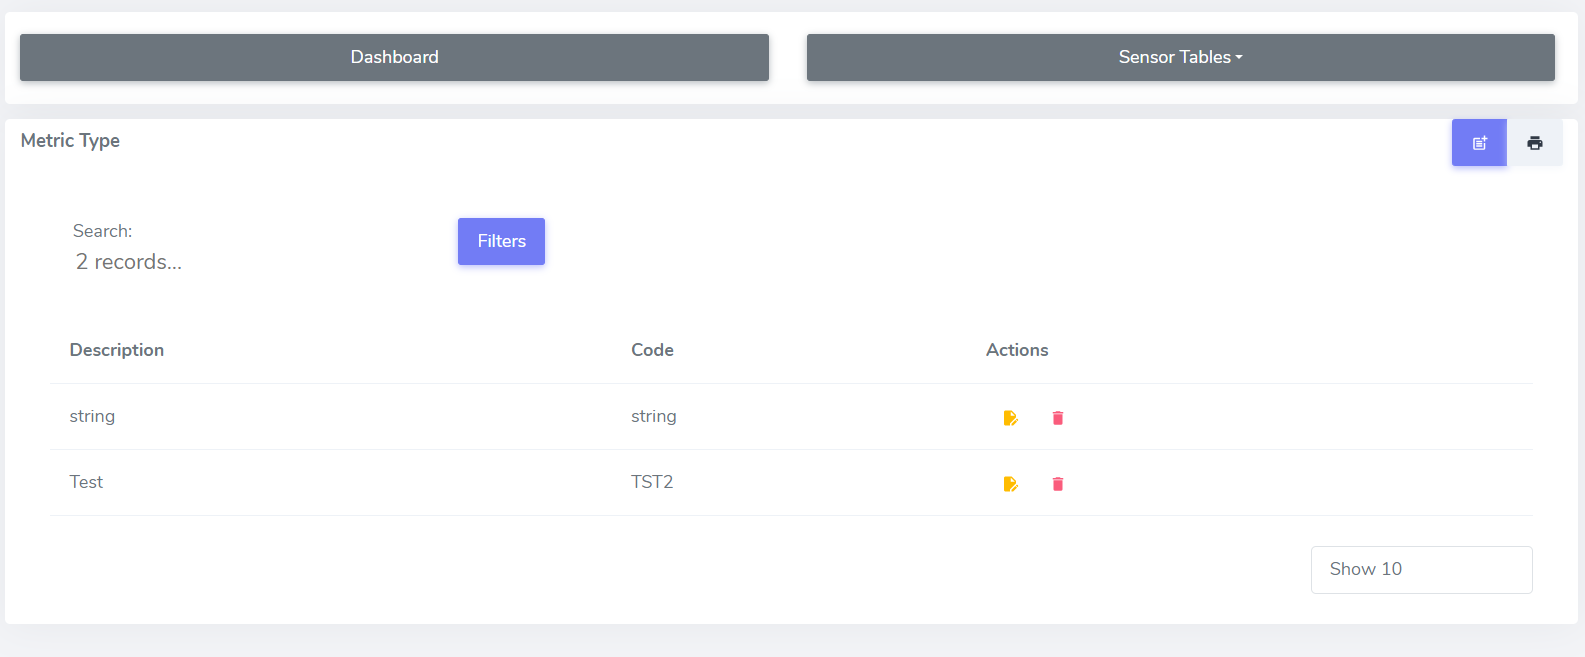 Dashboard
Sensor Tables
Metric Type
Search:
2 records...
Filters
Description Code Actions
string string
Test TST2
Show 10